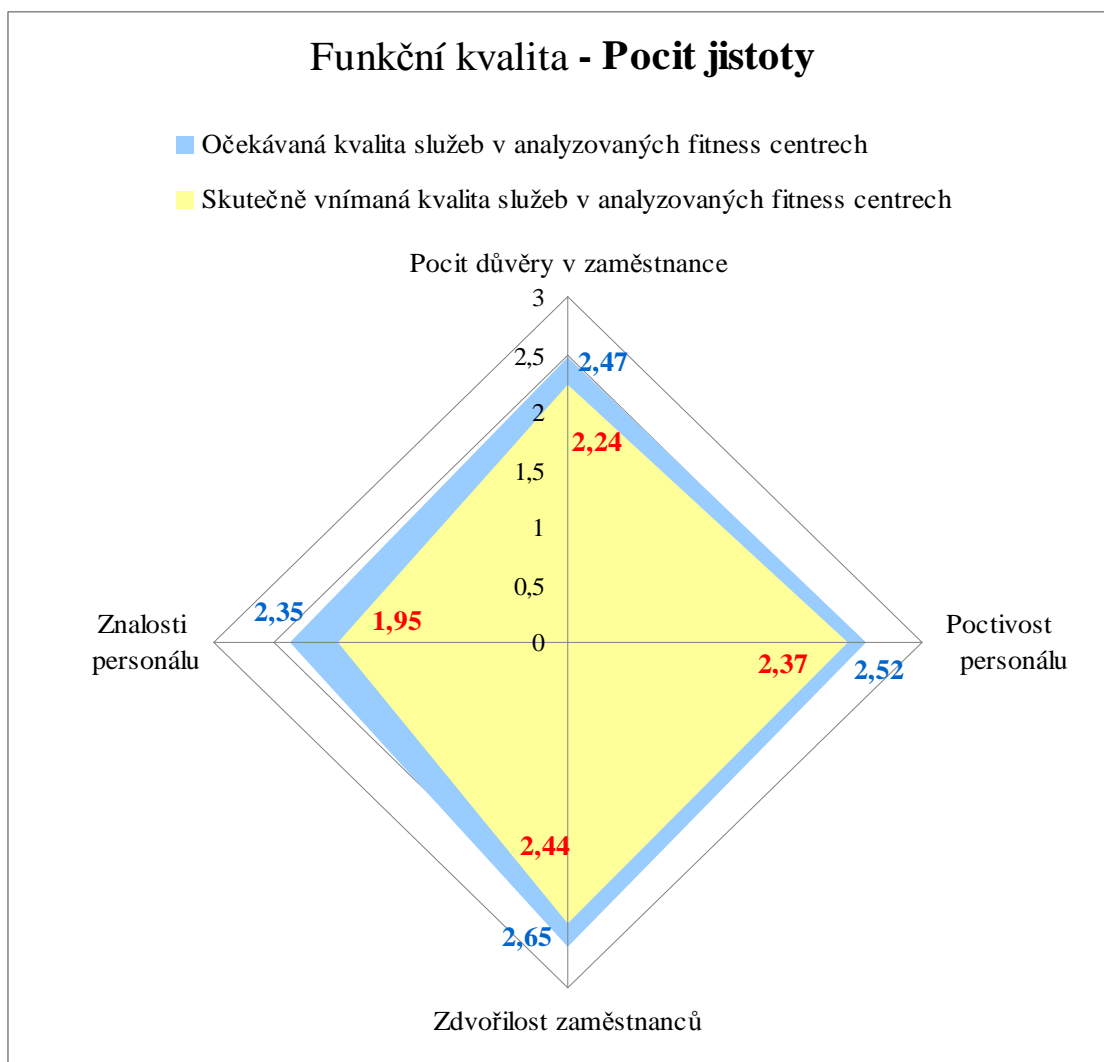 Funkční kvalita - Pocit jistoty
Očekávaná kvalita služeb v analyzovaných fitness centrech
Skutečně vnímaná kvalita služeb v analyzovaných fitness centrech
Pocit důvěry v zaměstnance
3
2,5
2,47
2
2,24
1,5
1
0,5
0
Znalosti
personálu
2,35
1,95
Poctivost
personálu
2,37
2,52
2,44
2,65
Zdvořilost zaměstnanců